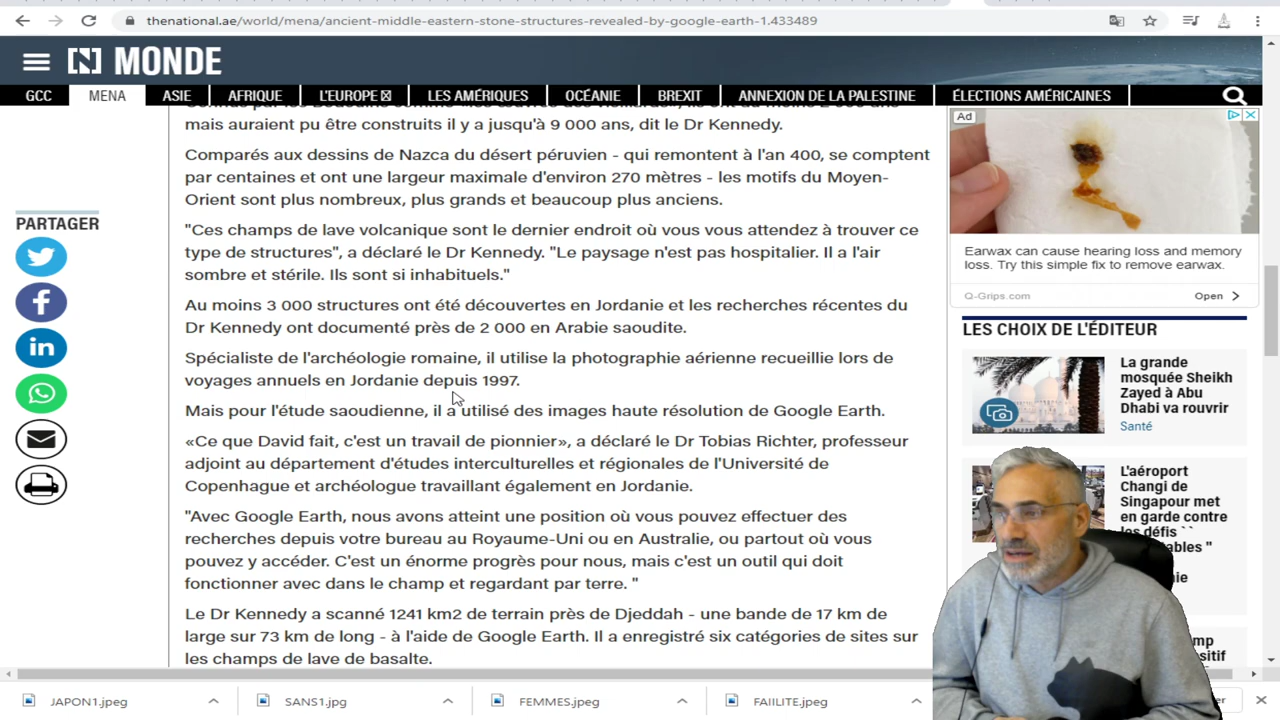 thenational.ae/world/mena/ancient-middle-eastern-stone-structures-revealed-by-google-earth-1.433489
MONDE
GCC MENA ASIE AFRIQUE L'EUROPE LES AMÉRIQUES OCÉANIE BREXIT ANNEXION DE LA PALESTINE ÉLECTIONS AMÉRICAINES
mais auraient pu être construits il y a jusqu'à 9 000 ans, dit le Dr Kennedy.
Comparés aux dessins de Nazca du désert péruvien - qui remontent à l'an 400, se comptent
par centaines et ont une largeur maximale d'environ 270 mètres - les motifs du Moyen-
Orient sont plus nombreux, plus grands et beaucoup plus anciens.
"Ces champs de lave volcanique sont le dernier endroit où vous vous attendez à trouver ce
type de structures", a déclaré le Dr Kennedy. "Le paysage n'est pas hospitalier. Il a l'air
sombre et stérile. Ils sont si inhabituels."
Au moins 3 000 structures ont été découvertes en Jordanie et les recherches récentes du
Dr Kennedy ont documenté près de 2 000 en Arabie saoudite.
Spécialiste de l'archéologie romaine, il utilise la photographie aérienne recueillie lors de
voyages annuels en Jordanie depuis 1997.
Mais pour l'étude saoudienne, il a utilisé des images haute résolution de Google Earth.
«Ce que David fait, c'est un travail de pionnier», a déclaré le Dr Tobias Richter, professeur
adjoint au département d'études interculturelles et régionales de l'Université de
Copenhague et archéologue travaillant également en Jordanie.
"Avec Google Earth, nous avons atteint une position où vous pouvez effectuer des
recherches depuis votre bureau au Royaume-Uni ou en Australie, ou partout où vous
pouvez y accéder. C'est un énorme progrès pour nous, mais c'est un outil qui doit
fonctionner avec dans le champ et regardant par terre. "
Le Dr Kennedy a scanné 1241 km2 de terrain près de Djeddah - une bande de 17 km de
large sur 73 km de long - à l'aide de Google Earth. Il a enregistré six catégories de sites sur
les champs de lave de basalte.
PARTAGER
Ad
Earwax can cause hearing loss and memory
loss. Try this simple fix to remove earwax.
Q-Grips.com Open
LES CHOIX DE L'ÉDITEUR
La grande
mosquée Sheikh
Zayed à Abu
Dhabi va rouvrir
Santé
L'aéroport
Changi de
Singapour met
en garde contre
les défis ``
JAPON1.jpeg SANS1.jpg FEMMES.jpeg FAIILITE.jpeg